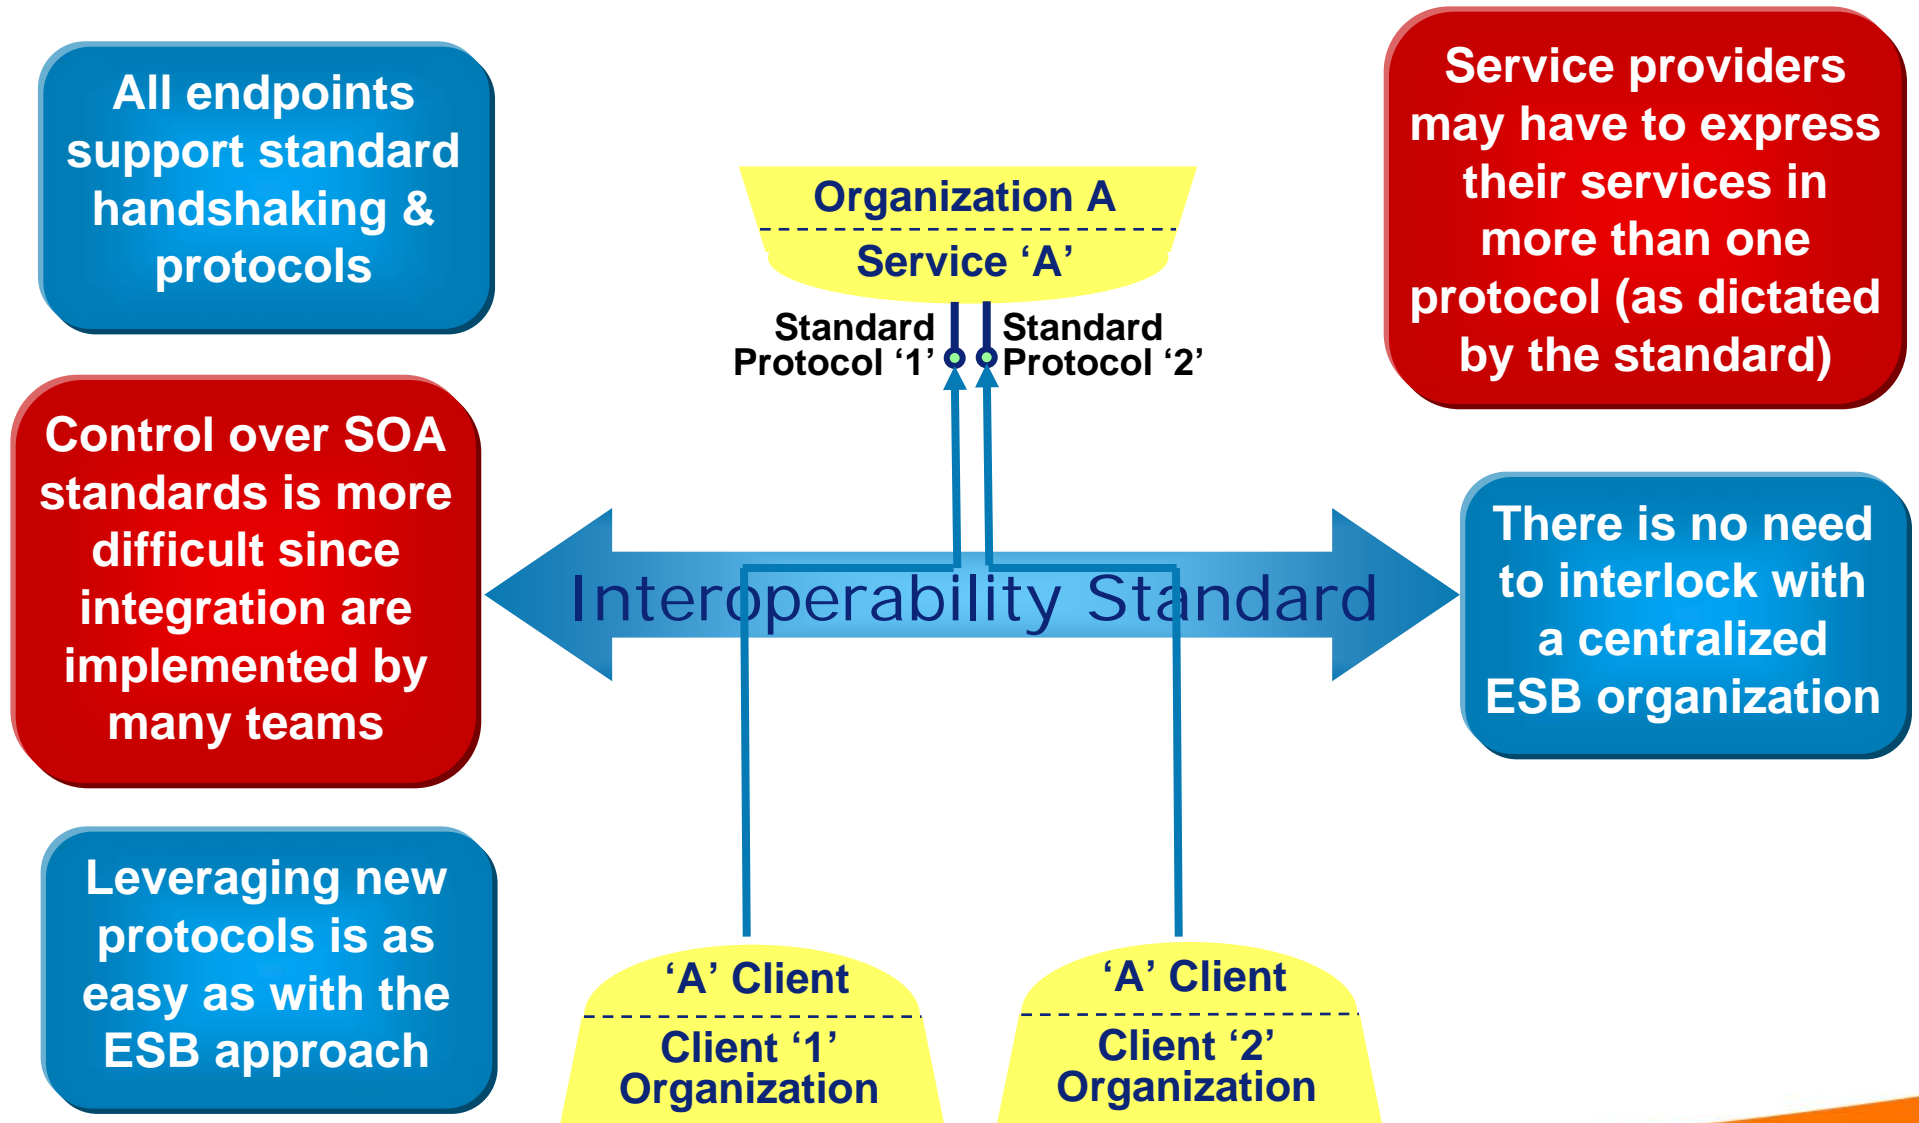 All endpoints
support standard
handshaking &
protocols
Control over SOA
standards is more
difficult since
integration are
implemented by
many teams
Leveraging new
protocols is as
easy as with the
ESB approach
Organization A
Service ‘A’
Standard
Protocol ‘1’
Standard
Protocol ‘2’
Interoperability Standard
‘A’ Client
Client ‘1’
Organization
‘A’ Client
Client ‘2’
Organization
Service providers
may have to express
their services in
more than one
protocol (as dictated
by the standard)
There is no need
to interlock with
a centralized
ESB organization